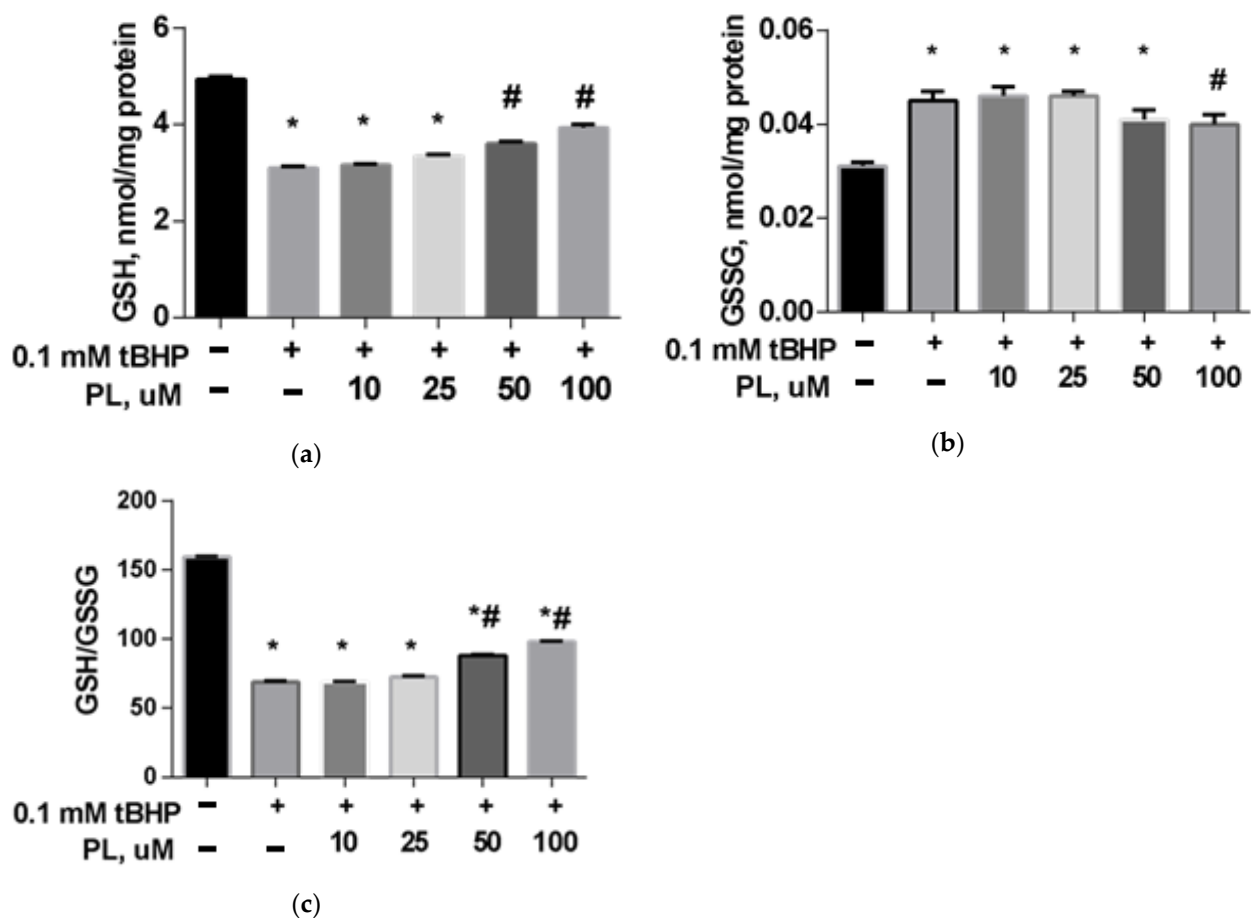 GSH, nmol/mg protein
6
4
2
0
* * * # #
0.1 mM tBHP – + + + + +
PL, uM – – 10 25 50 100
(a)
GSSG, nmol/mg protein
0.06
0.04
0.02
0.00
* * * * #
0.1 mM tBHP – + + + + +
PL, uM – – 10 25 50 100
(b)
GSH/GSSG
200
150
100
50
0
* * * *# *#
0.1 mM tBHP – + + + + +
PL, uM – – 10 25 50 100
(c)